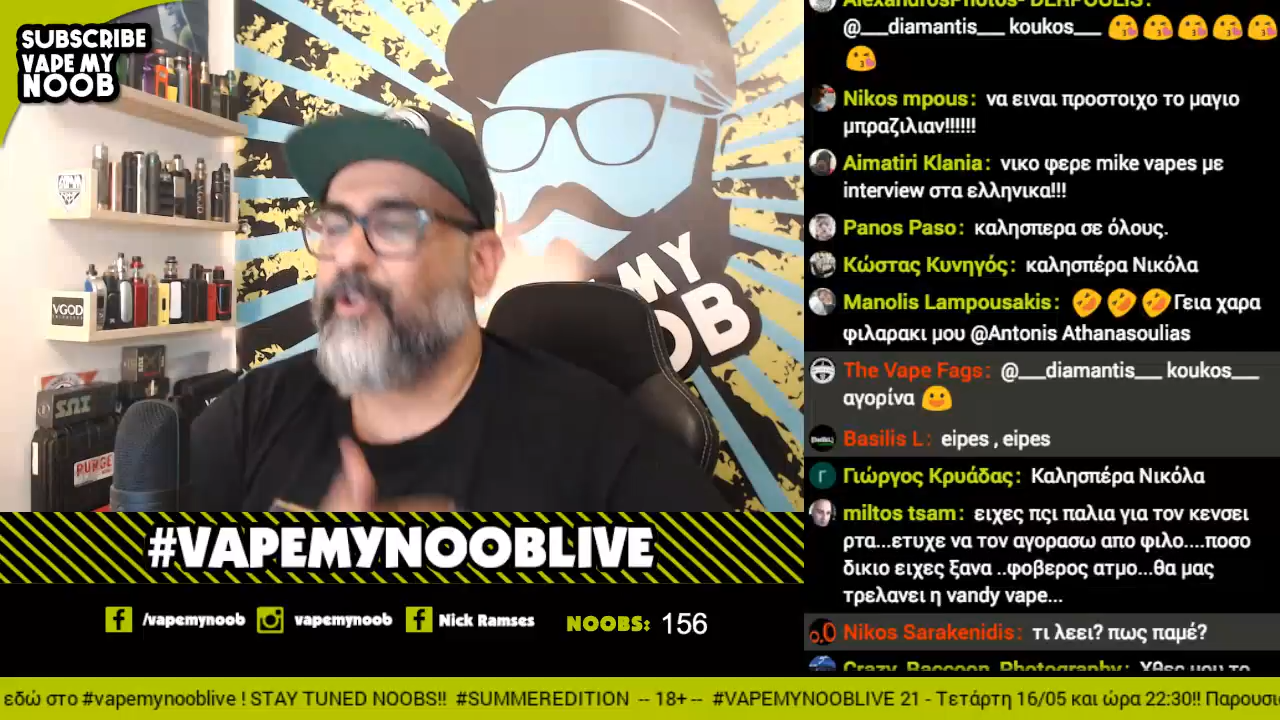 SUBSCRIBE
VAPE MY
NOOB
VGOD
MY
OB
#VAPEMYNOOBLIVE
/vapemynoob vapemynoob Nick Ramses NOOBS: 156
@___diamantis___ koukos___ 😘😘😘😘😘
😘
Nikos mpous: να ειναι προστοιχο το μαγιο
μπραζιλιαν!!!!!!
Aimatiri Klania: νικο φερε mike vapes με
interview στα ελληνικα!!!
Panos Paso: καλησπερα σε όλους.
Κώστας Κυνηγός: καλησπέρα Νικόλα
Manolis Lampousakis: 🤣🤣🤣Γεια χαρα
φιλαρακι μου @Antonis Athanasoulias
The Vape Fags: @___diamantis___ koukos___
αγορίνα 😀
Basilis L: eipes , eipes
Γιώργος Κρυάδας: Καλησπέρα Νικόλα
miltos tsam: ειχες πςι παλια για τον κενσει
ρτα...ετυχε να τον αγορασω απο φιλο....ποσο
δικιο ειχες ξανα ..φοβερος ατμο...θα μας
τρελανει η vandy vape...
Nikos Sarakenidis: τι λεει? πως παμέ?
Crazy_Raccoon_Photography: Χθες μου το
εδώ στο #vapemynooblive ! STAY TUNED NOOBS!! #SUMMEREDITION -- 18+ -- #VAPEMYNOOBLIVE 21 - Τετάρτη 16/05 και ώρα 22:30!! Παρουσι